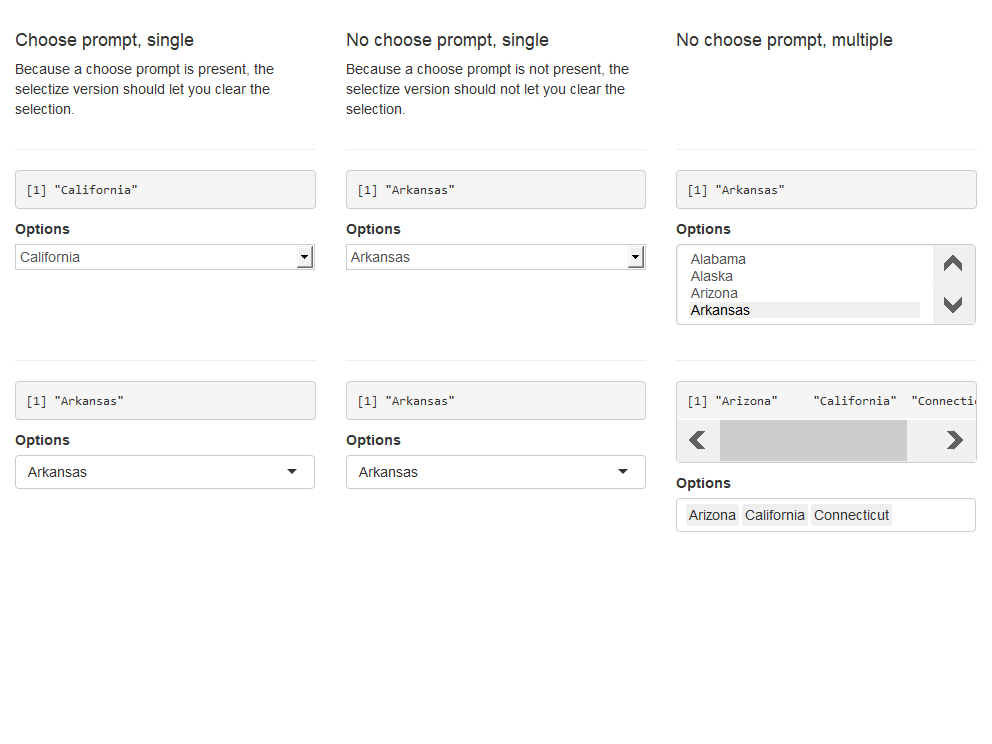 Choose prompt, single
Because a choose prompt is present, the
selectize version should let you clear the
selection.
[1] "California"
Options
California
[1] "Arkansas"
Options
Arkansas
No choose prompt, single
Because a choose prompt is not present, the
selectize version should not let you clear the
selection.
[1] "Arkansas"
Options
Arkansas
[1] "Arkansas"
Options
Arkansas
No choose prompt, multiple
[1] "Arkansas"
Options
Alabama
Alaska
Arizona
Arkansas
[1] "Arizona" "California"
Options
Arizona California Connecticut